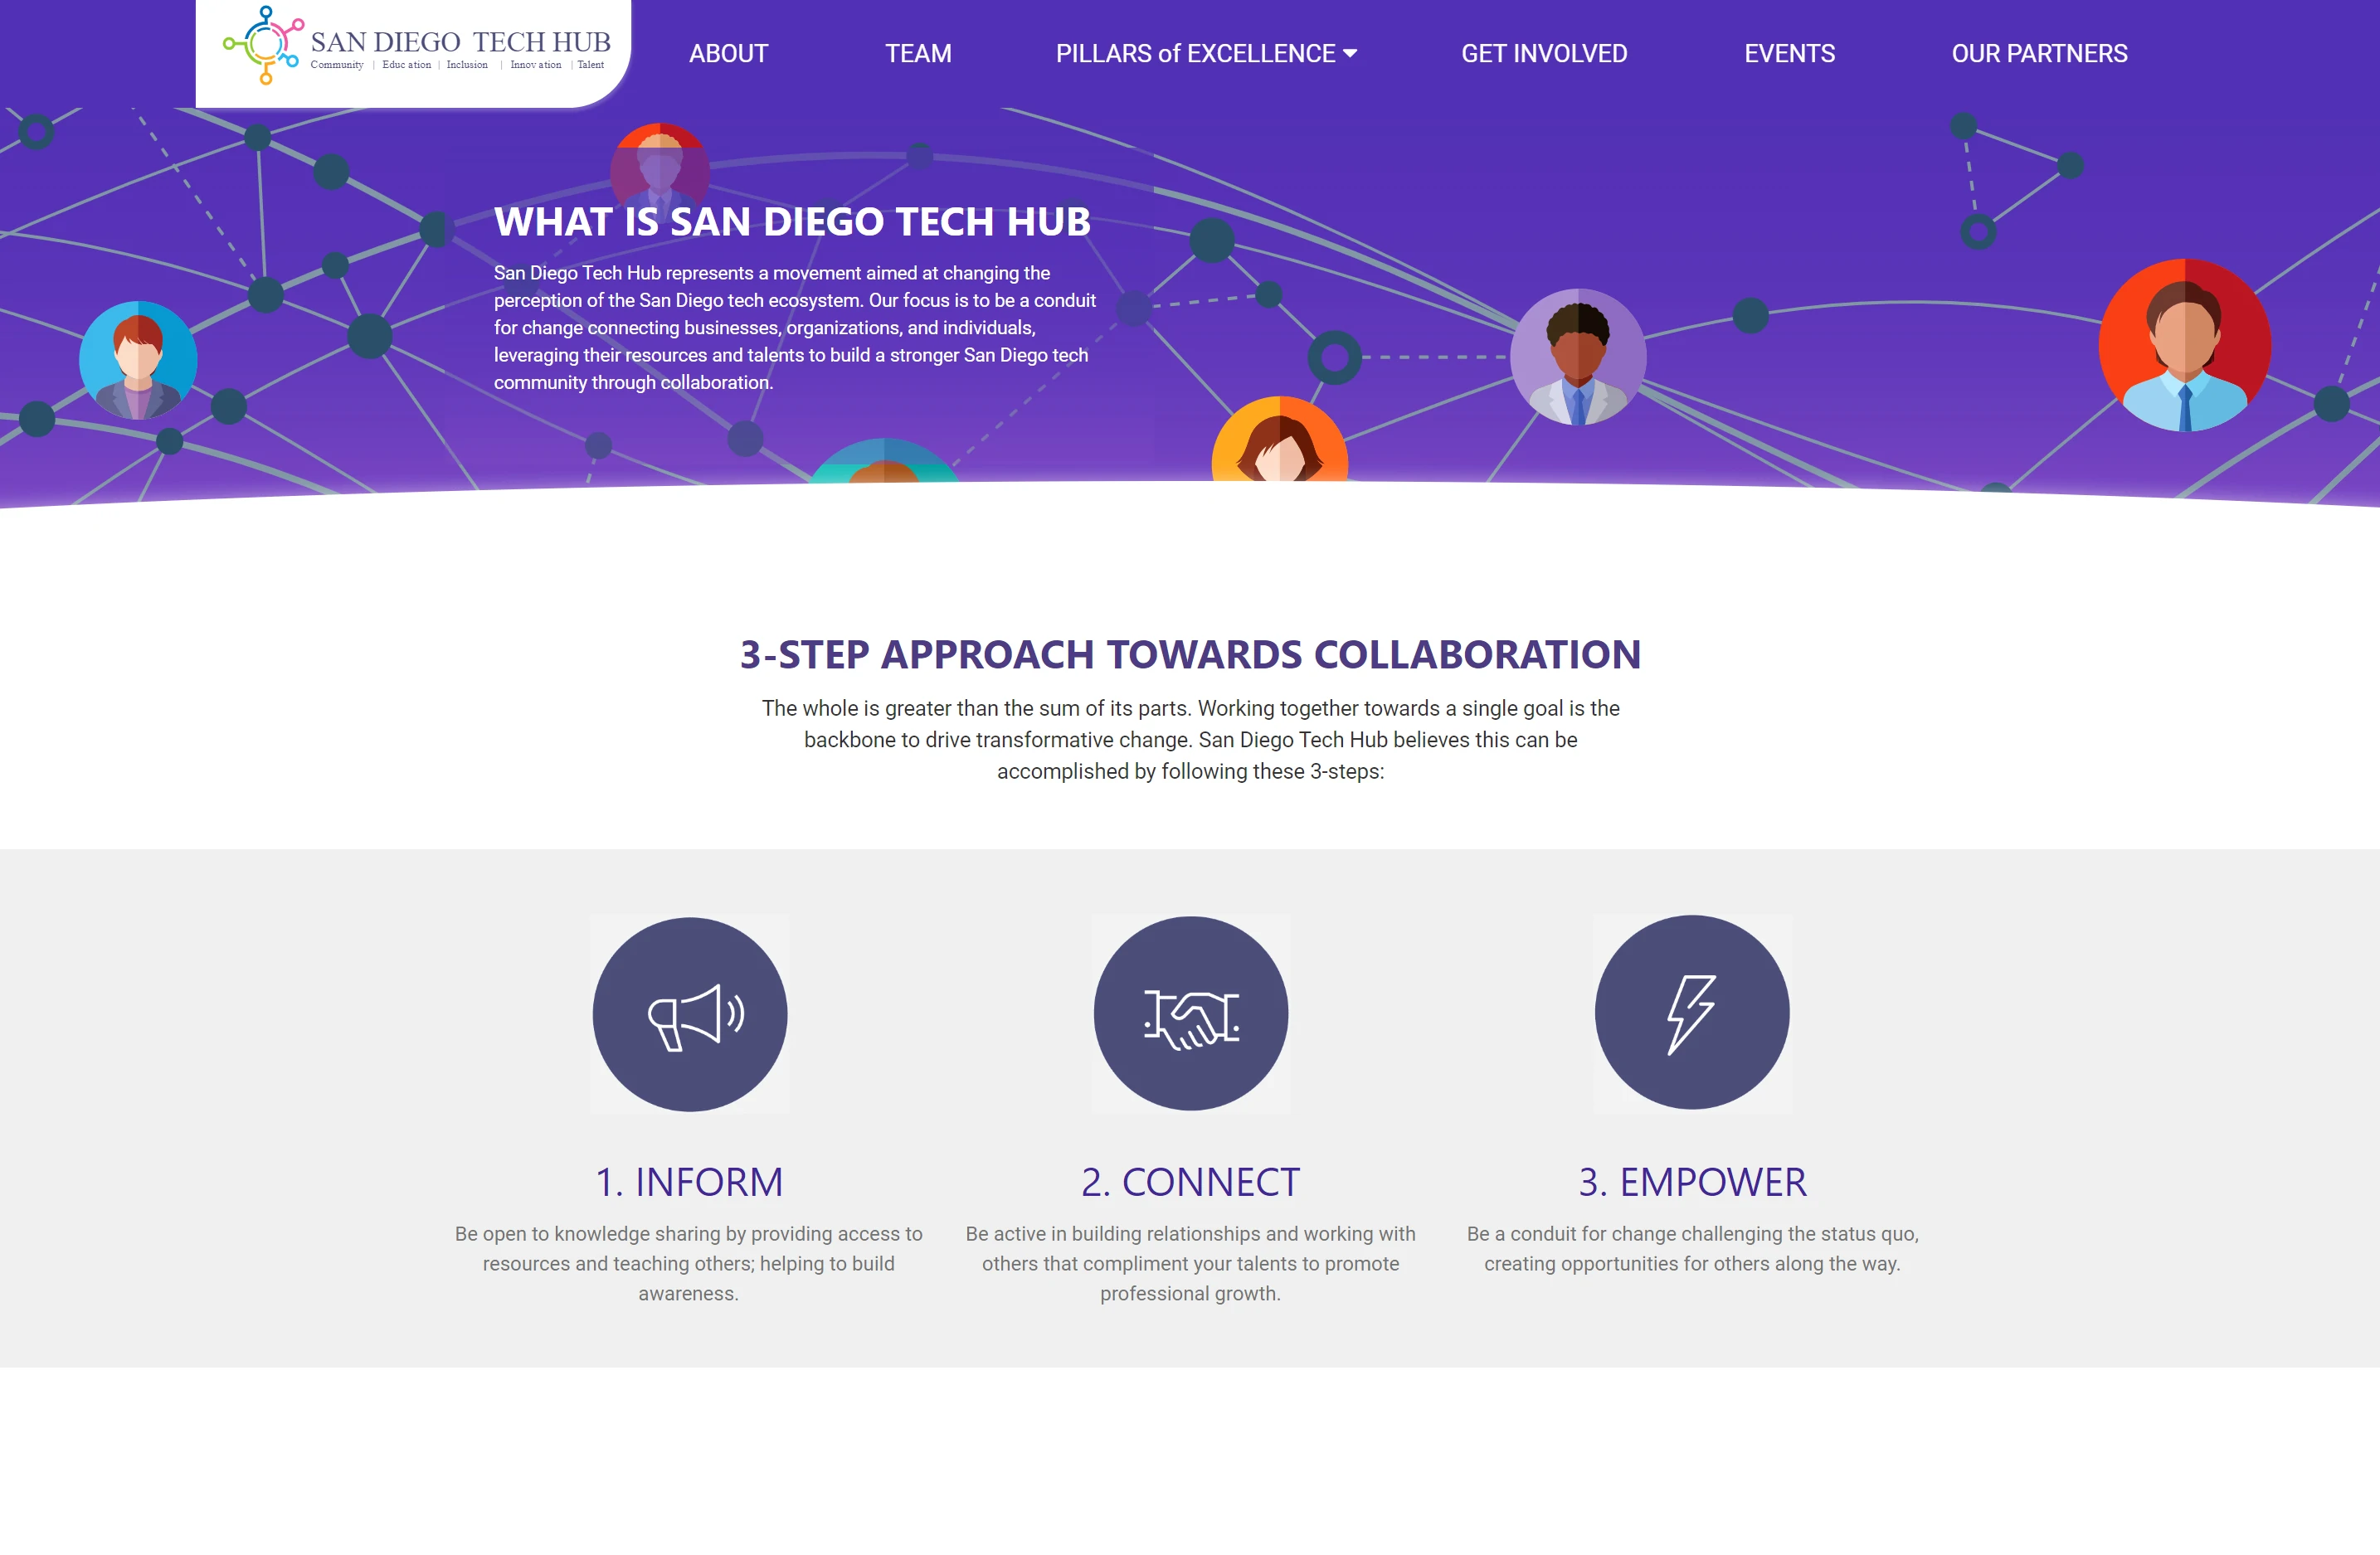 SAN DIEGO TECH HUB
Community | Educ ation | Inclusion | Innov ation | Talent
ABOUT
TEAM
PILLARS of EXCELLENCE
GET INVOLVED
EVENTS
OUR PARTNERS
WHAT IS SAN DIEGO TECH HUB
San Diego Tech Hub represents a movement aimed at changing the
perception of the San Diego tech ecosystem. Our focus is to be a conduit
for change connecting businesses, organizations, and individuals,
leveraging their resources and talents to build a stronger San Diego tech
community through collaboration.
3-STEP APPROACH TOWARDS COLLABORATION
The whole is greater than the sum of its parts. Working together towards a single goal is the
backbone to drive transformative change. San Diego Tech Hub believes this can be
accomplished by following these 3-steps:
1. INFORM
Be open to knowledge sharing by providing access to
resources and teaching others; helping to build
awareness.
2. CONNECT
Be active in building relationships and working with
others that compliment your talents to promote
professional growth.
3. EMPOWER
Be a conduit for change challenging the status quo,
creating opportunities for others along the way.